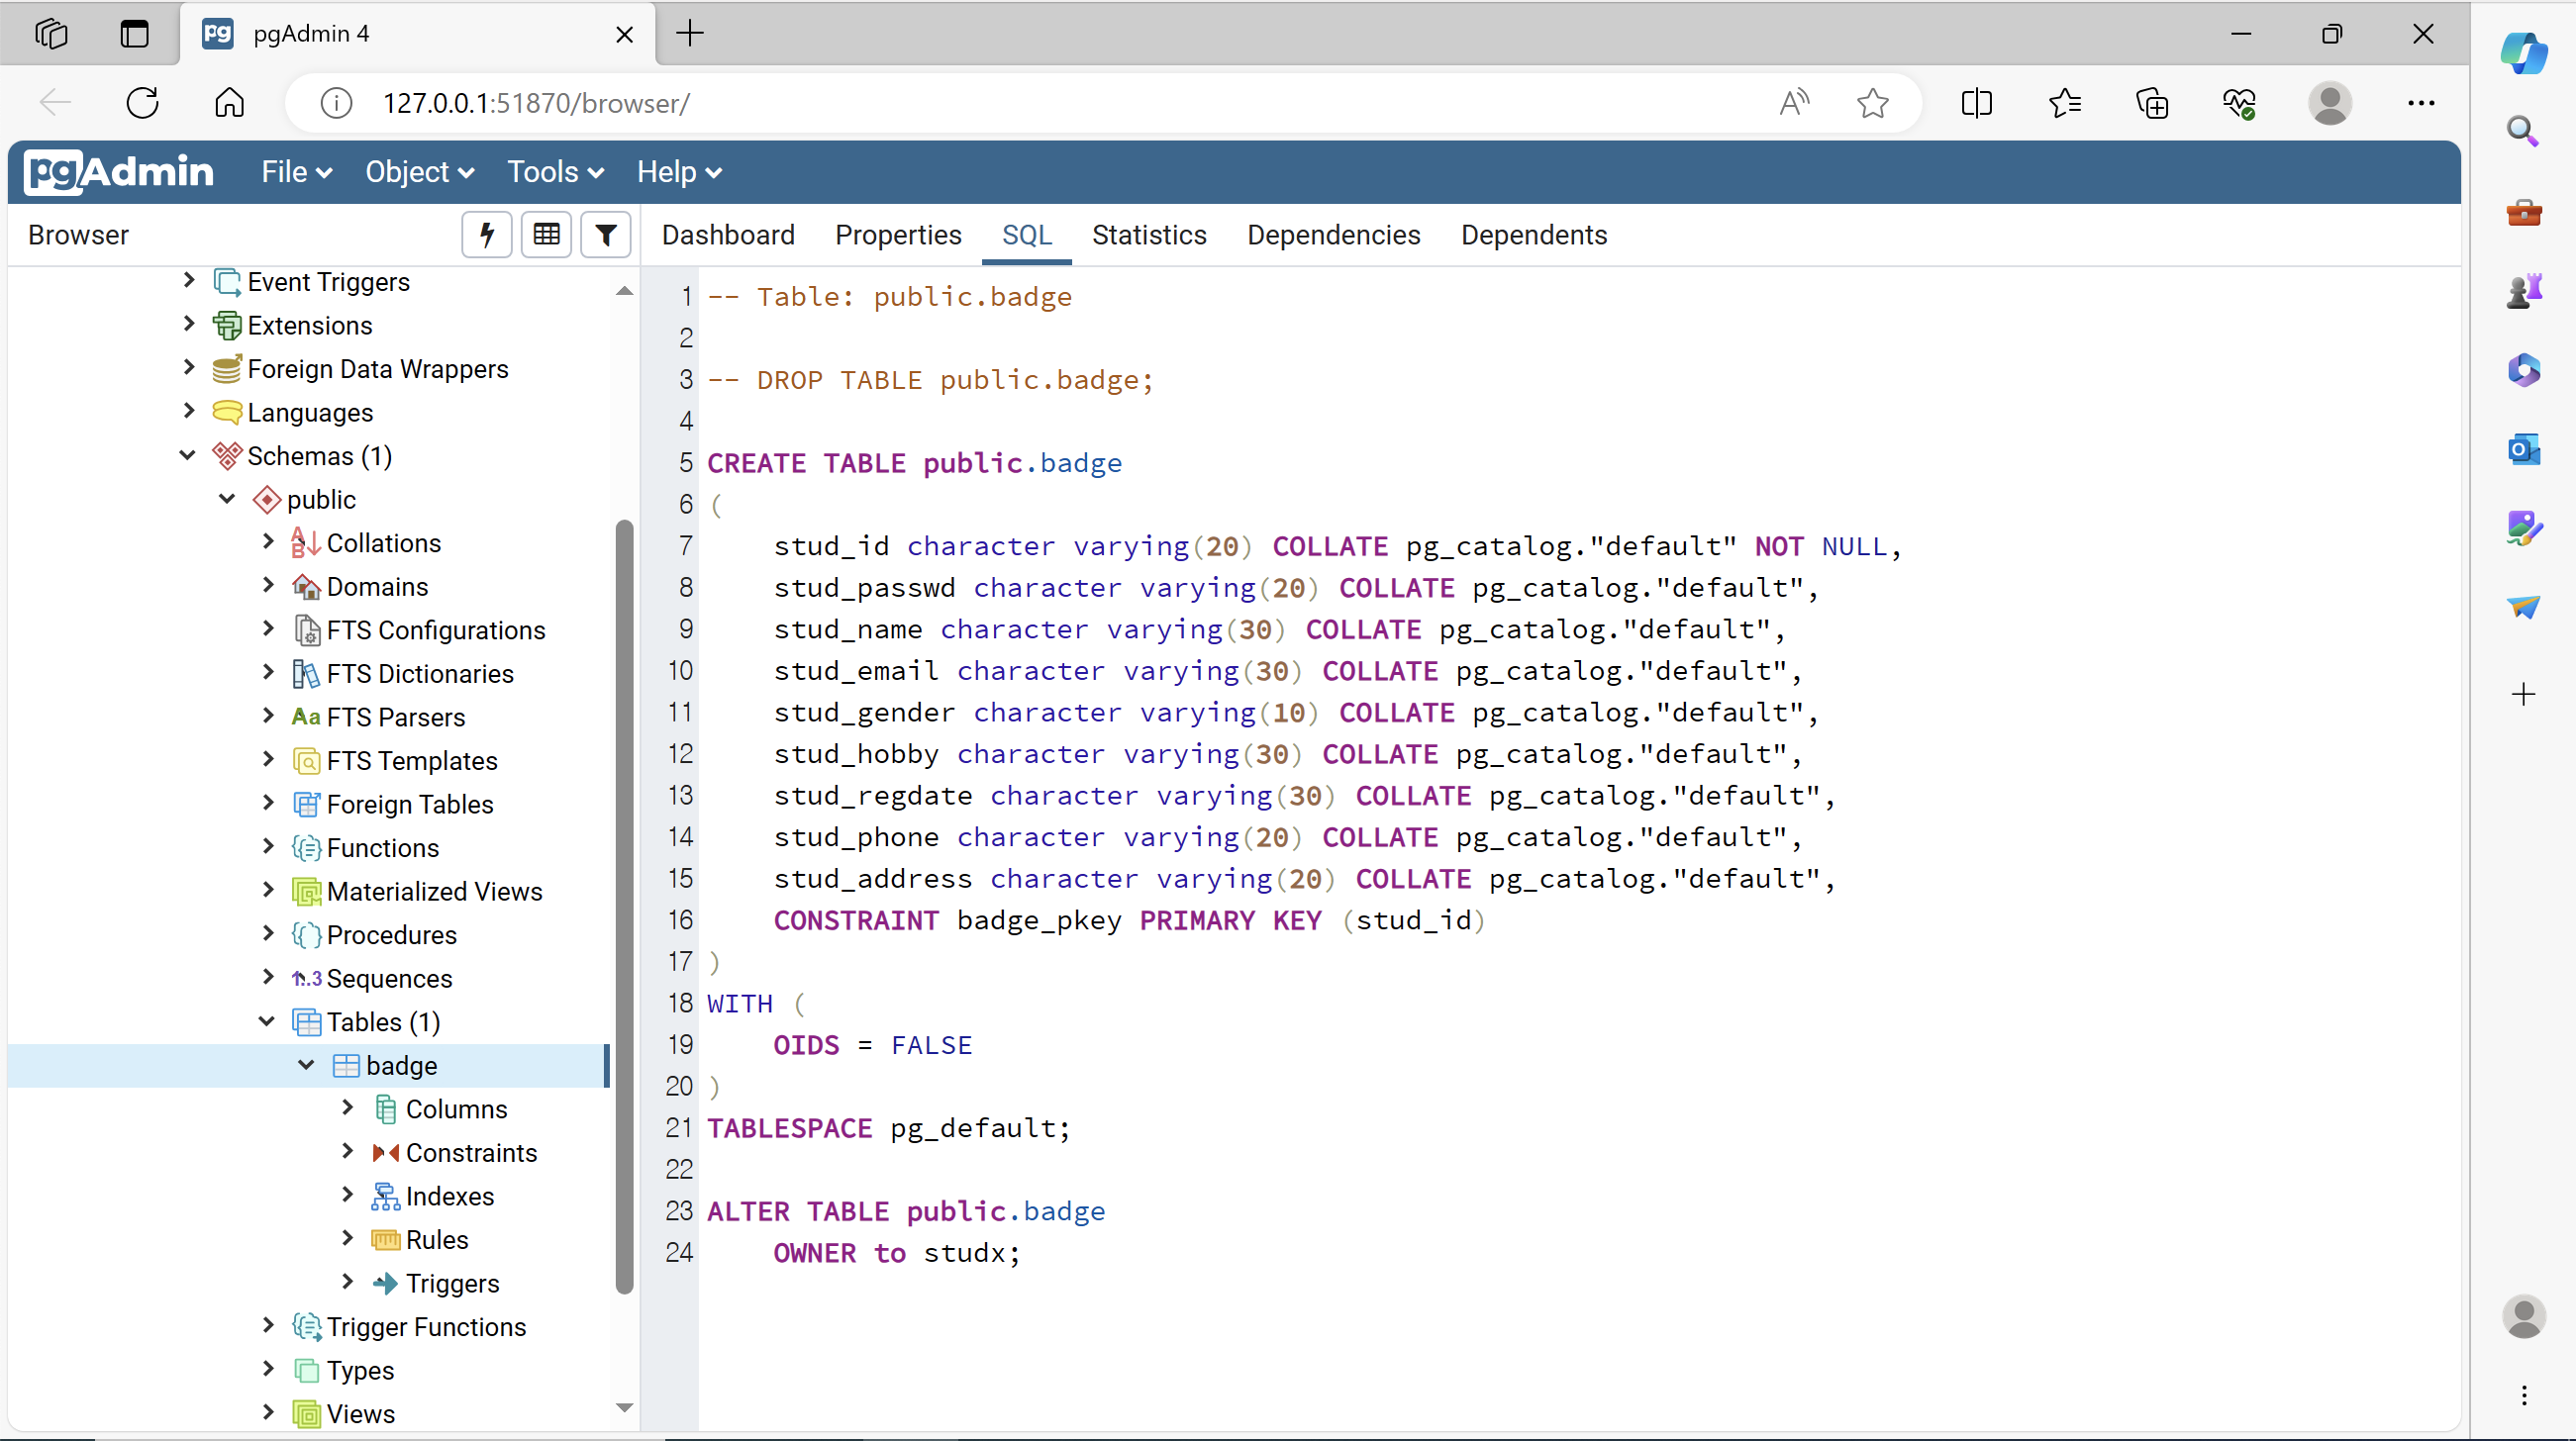 pgAdmin 4
127.0.0.1:51870/browser/
pgAdmin File Object Tools Help
Browser
Dashboard Properties SQL Statistics Dependencies Dependents
Event Triggers
Extensions
Foreign Data Wrappers
Languages
Schemas (1)
public
Collations
Domains
FTS Configurations
FTS Dictionaries
FTS Parsers
FTS Templates
Foreign Tables
Functions
Materialized Views
Procedures
1..3 Sequences
Tables (1)
badge
Columns
Constraints
Indexes
Rules
Triggers
Trigger Functions
Types
Views
1 -- Table: public.badge
2
3 -- DROP TABLE public.badge;
4
5 CREATE TABLE public.badge
6 (
7 stud_id character varying(20) COLLATE pg_catalog."default" NOT NULL,
8 stud_passwd character varying(20) COLLATE pg_catalog."default",
9 stud_name character varying(30) COLLATE pg_catalog."default",
10 stud_email character varying(30) COLLATE pg_catalog."default",
11 stud_gender character varying(10) COLLATE pg_catalog."default",
12 stud_hobby character varying(30) COLLATE pg_catalog."default",
13 stud_regdate character varying(30) COLLATE pg_catalog."default",
14 stud_phone character varying(20) COLLATE pg_catalog."default",
15 stud_address character varying(20) COLLATE pg_catalog."default",
16 CONSTRAINT badge_pkey PRIMARY KEY (stud_id)
17 )
18 WITH (
19 OIDS = FALSE
20 )
21 TABLESPACE pg_default;
22
23 ALTER TABLE public.badge
24 OWNER to studx;